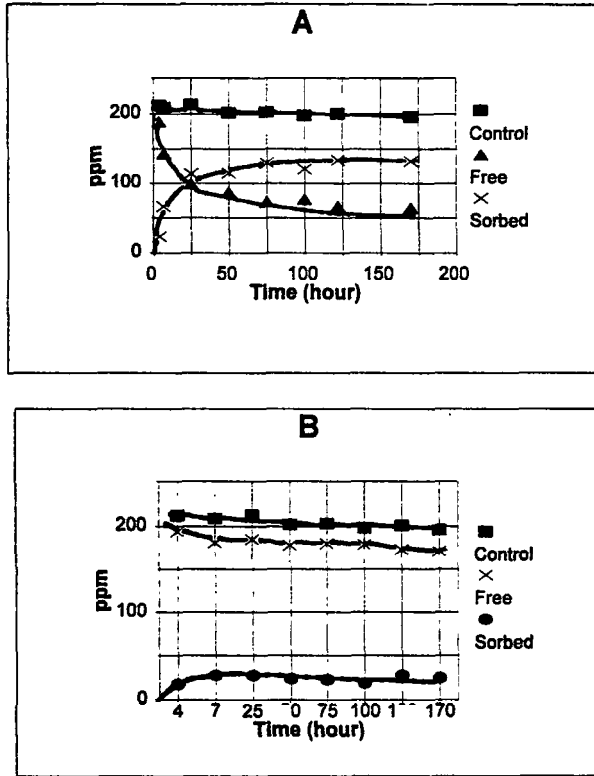 A
200
100
0
ppm
0 50 100 150 200
Time (hour)
Control
Free
Sorbed
B
200
100
0
ppm
4 7 25 75 100 170
Time (hour)
Control
Free
Sorbed